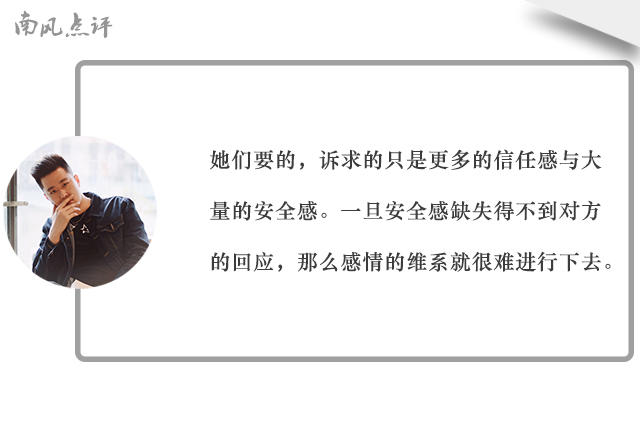 南风点评
她们要的，诉求的只是更多的信任感与大
量的安全感。一旦安全感缺失得不到对方
的回应，那么感情的维系就很难进行下去。